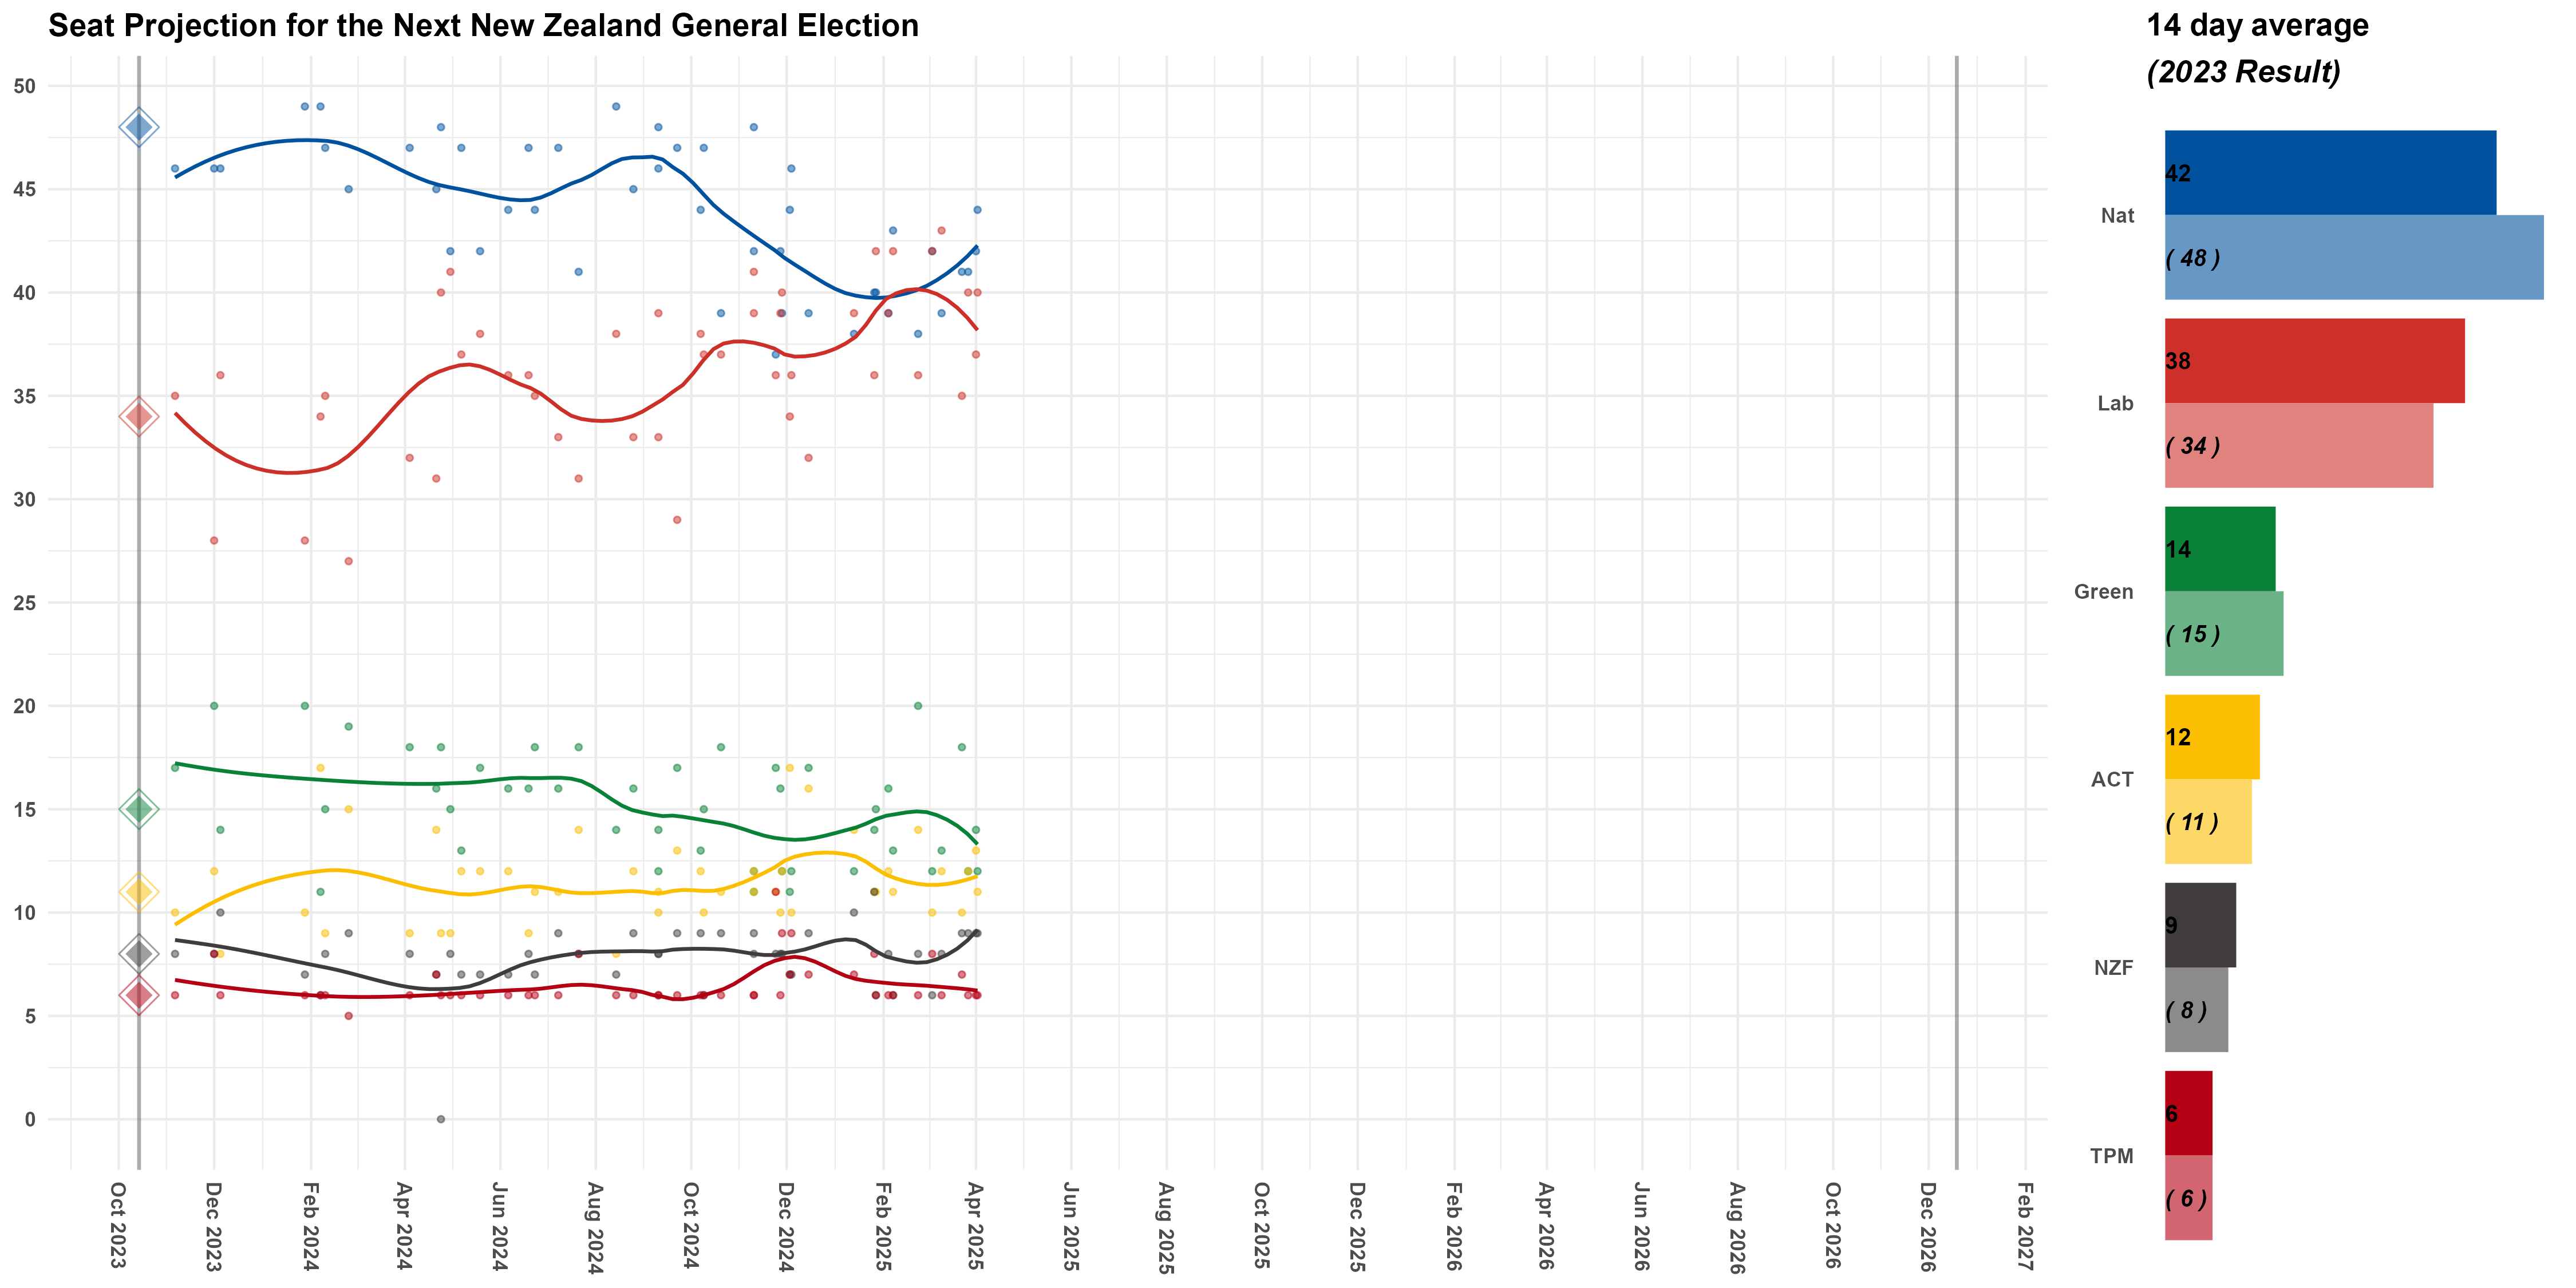 Seat Projection for the Next New Zealand General Election
50
45
40
35
30
25
20
15
10
5
0
Oct 2023
Dec 2023
Feb 2024
Apr 2024
Jun 2024
Aug 2024
Oct 2024
Dec 2024
Feb 2025
Apr 2025
Jun 2025
Aug 2025
Oct 2025
Dec 2025
Feb 2026
Apr 2026
Jun 2026
Aug 2026
Oct 2026
Dec 2026
Feb 2027
14 day average
(2023 Result)
Nat
42
( 48 )
Lab
38
( 34 )
Green
14
( 15 )
ACT
12
( 11 )
NZF
9
( 8 )
TPM
6
( 6 )